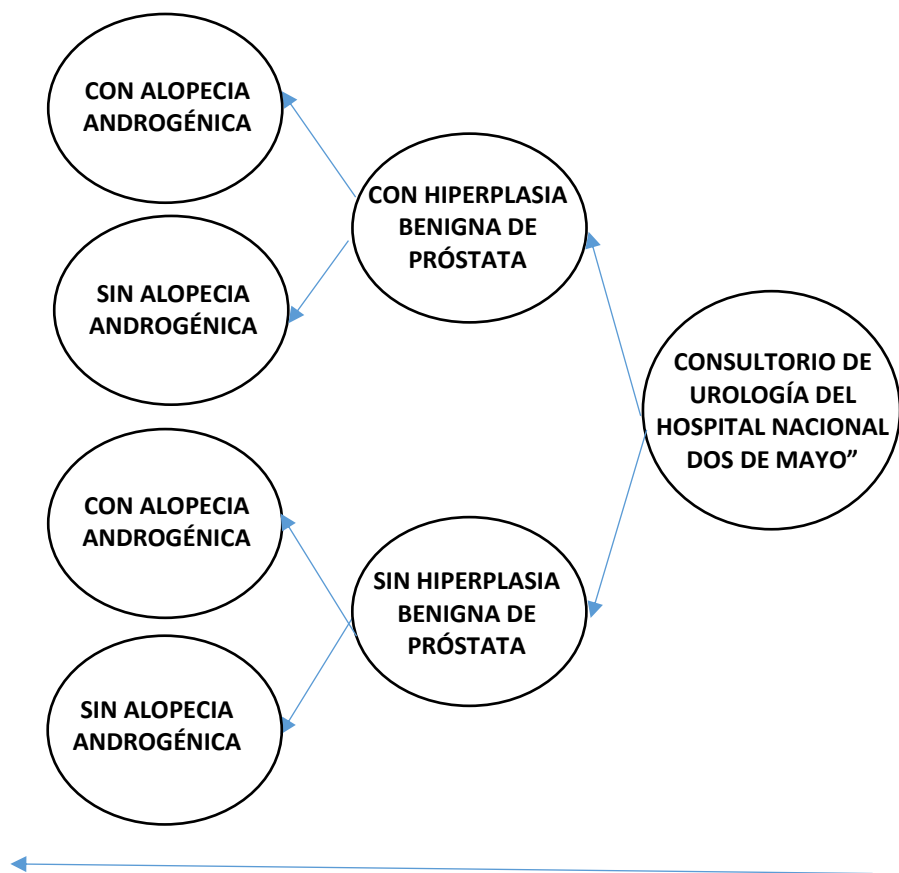 CON ALOPECIA
ANDROGÉNICA
SIN ALOPECIA
ANDROGÉNICA
CON HIPERPLASIA
BENIGNA DE
PRÓSTATA
CONSULTORIO DE
UROLOGÍA DEL
HOSPITAL NACIONAL
DOS DE MAYO”
CON ALOPECIA
ANDROGÉNICA
SIN HIPERPLASIA
BENIGNA DE
PRÓSTATA
SIN ALOPECIA
ANDROGÉNICA